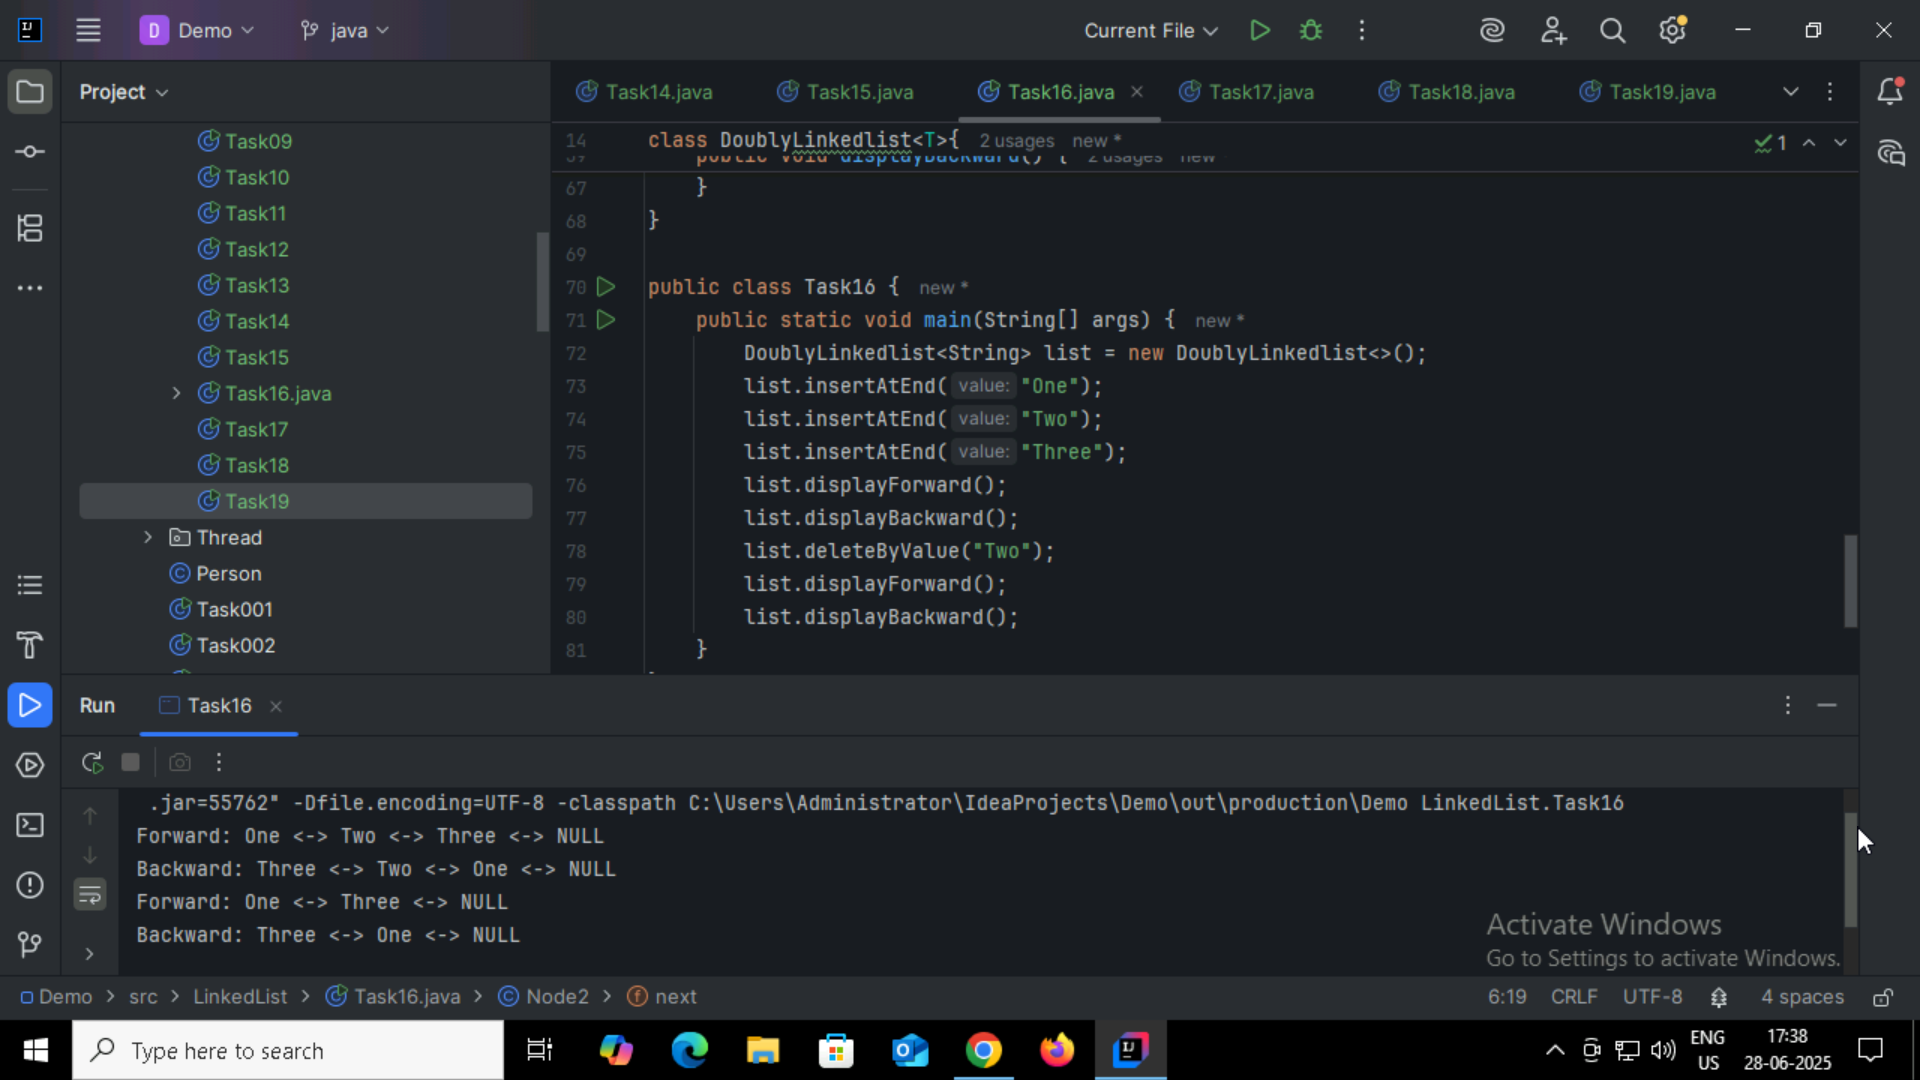 D Demo java Current File
Project
Task14.java Task15.java Task16.java Task17.java Task18.java Task19.java
Task09
Task10
Task11
Task12
Task13
Task14
Task15
Task16.java
Task17
Task18
Task19
Thread
Person
Task001
Task002
14 class DoublyLinkedlist<T>{ 2 usages new *
59 public void displayBackward() { 2 usages new
1
67 }
68 }
69
70 public class Task16 { new *
71 public static void main(String[] args) { new *
72 DoublyLinkedlist<String> list = new DoublyLinkedlist<>();
73 list.insertAtEnd( value: "One");
74 list.insertAtEnd( value: "Two");
75 list.insertAtEnd( value: "Three");
76 list.displayForward();
77 list.displayBackward();
78 list.deleteByValue("Two");
79 list.displayForward();
80 list.displayBackward();
81 }
Run Task16
.jar=55762" -Dfile.encoding=UTF-8 -classpath C:\Users\Administrator\IdeaProjects\Demo\out\production\Demo LinkedList.Task16
Forward: One <-> Two <-> Three <-> NULL
Backward: Three <-> Two <-> One <-> NULL
Forward: One <-> Three <-> NULL
Backward: Three <-> One <-> NULL
Activate Windows
Go to Settings to activate Windows.
Demo > src > LinkedList > Task16.java > Node2 > next 6:19 CRLF UTF-8 4 spaces
Type here to search
ENG
US
17:38
28-06-2025